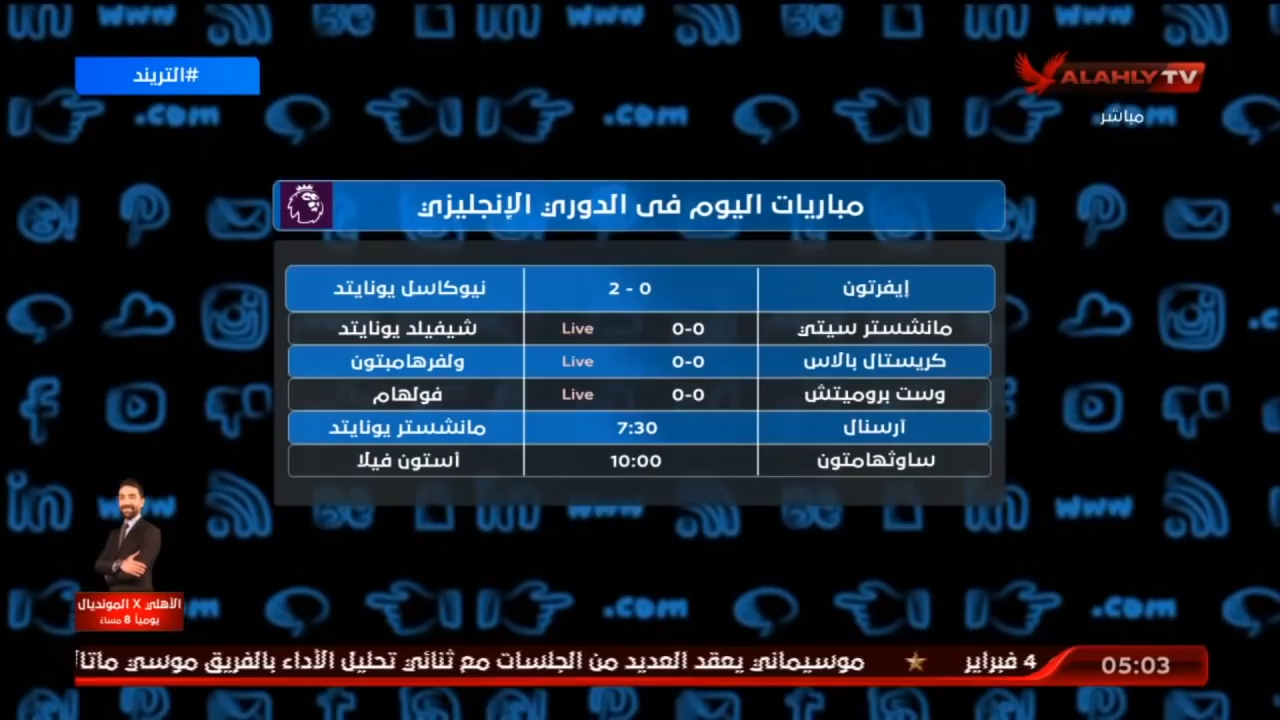 #التريند
ALAHLY TV
مباشر
مباريات اليوم فى الدوري الإنجليزي
إيفرتون 0 - 2 نيوكاسل يونايتد
مانشستر سيتي 0-0 Live شيفيلد يونايتد
كريستال بالاس 0-0 Live ولفرهامبتون
وست بروميتش 0-0 Live فولهام
آرسنال 7:30 مانشستر يونايتد
ساوثهامتون 10:00 أستون فيلا
الأهلي X المونديال
يومياً 8 مساءً
05:03
4 فبراير ★ موسيماني يعقد العديد من الجلسات مع ثنائي تحليل الأداء بالفريق موسي ماتا